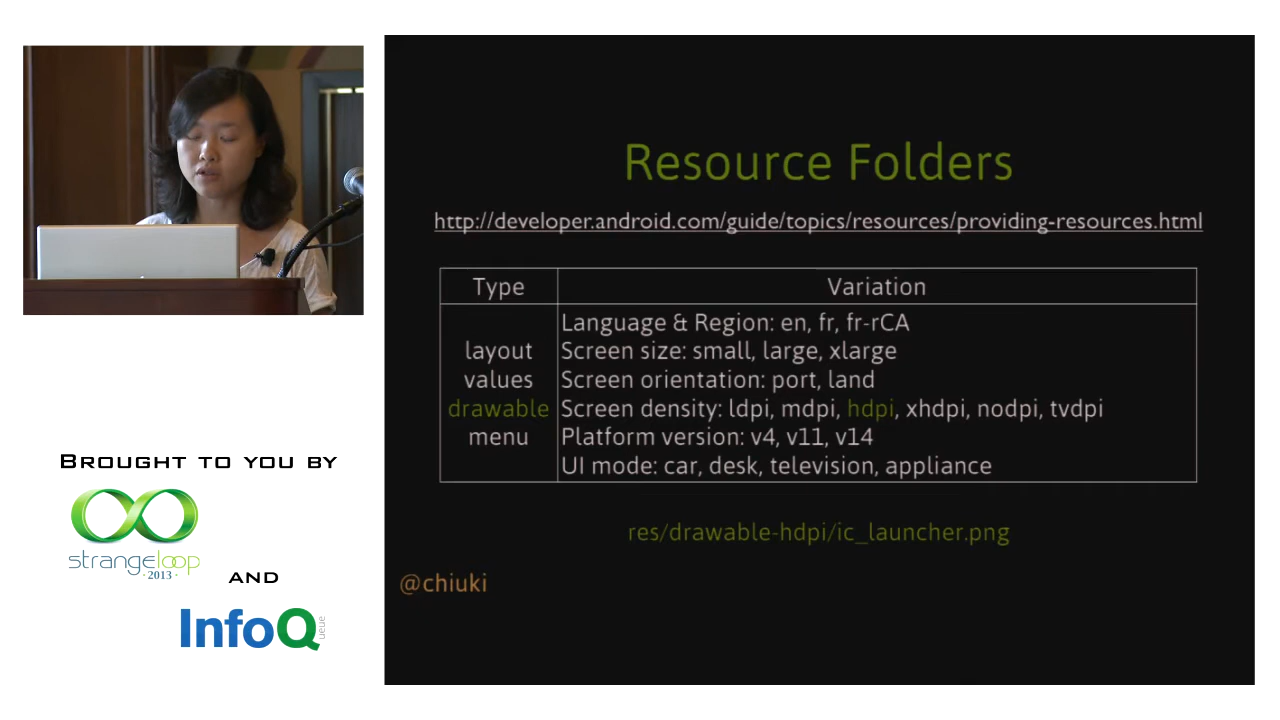 Resource Folders
http://developer.android.com/guide/topics/resources/providing-resources.html
Type Variation
layout
values
drawable
menu
Language & Region: en, fr, fr-rCA
Screen size: small, large, xlarge
Screen orientation: port, land
Screen density: ldpi, mdpi, hdpi, xhdpi, nodpi, tvdpi
Platform version: v4, v11, v14
UI mode: car, desk, television, appliance
res/drawable-hdpi/ic_launcher.png
@chiuki
BROUGHT TO YOU BY
strangeloop
·2013·
AND
InfoQ
ueue